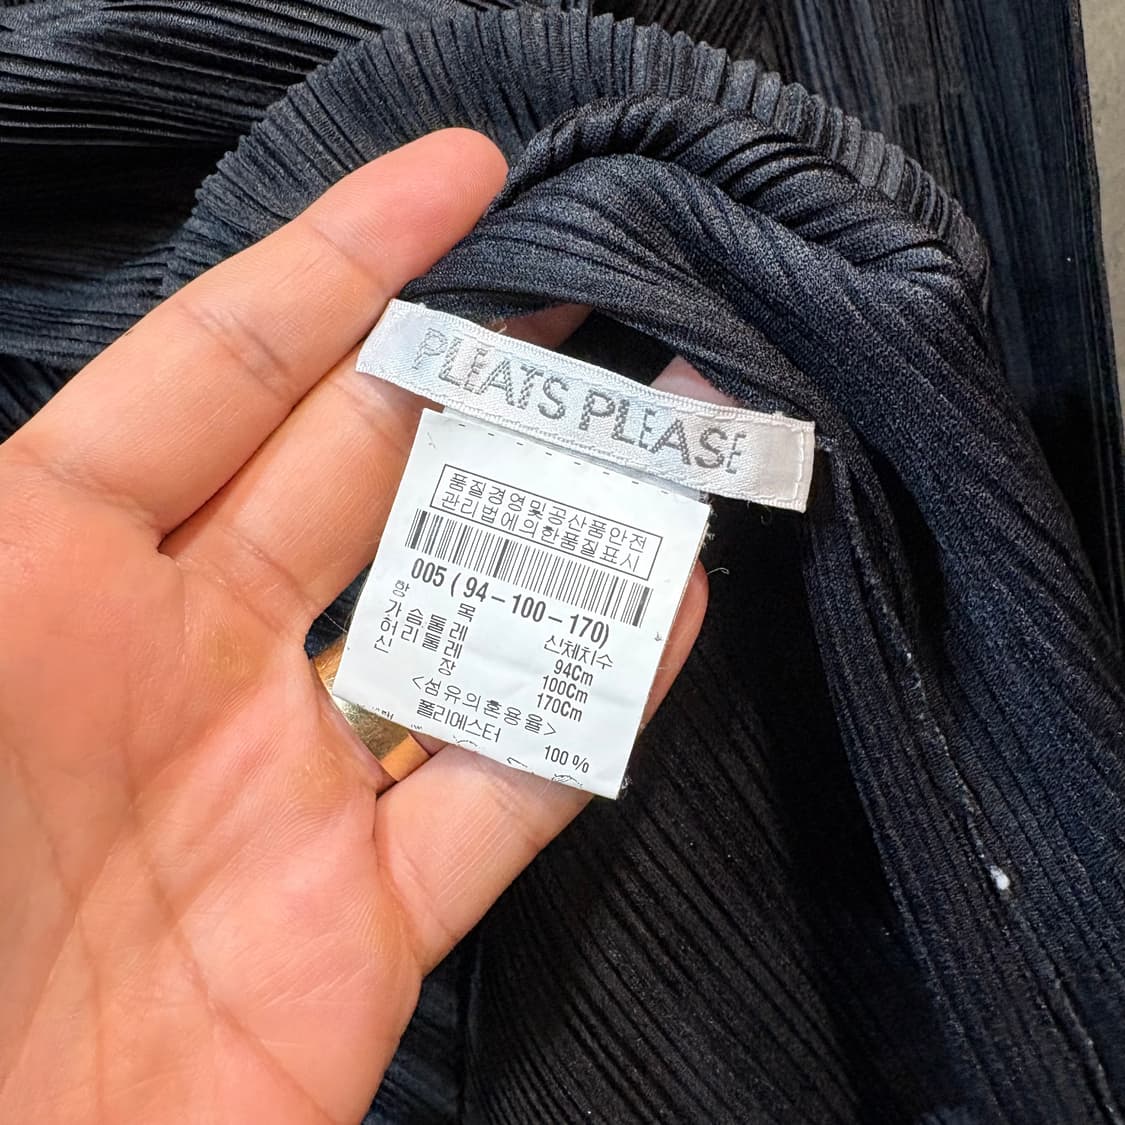 PLEATS PLEASE
품질경영및공산품안전
관리법에의한품질표시
005 ( 94 – 100 – 170)
항 목 신체치수
가슴둘레 94Cm
허리둘레 100Cm
신 장 170Cm
<섬유의혼용율>
폴리에스터 100 %